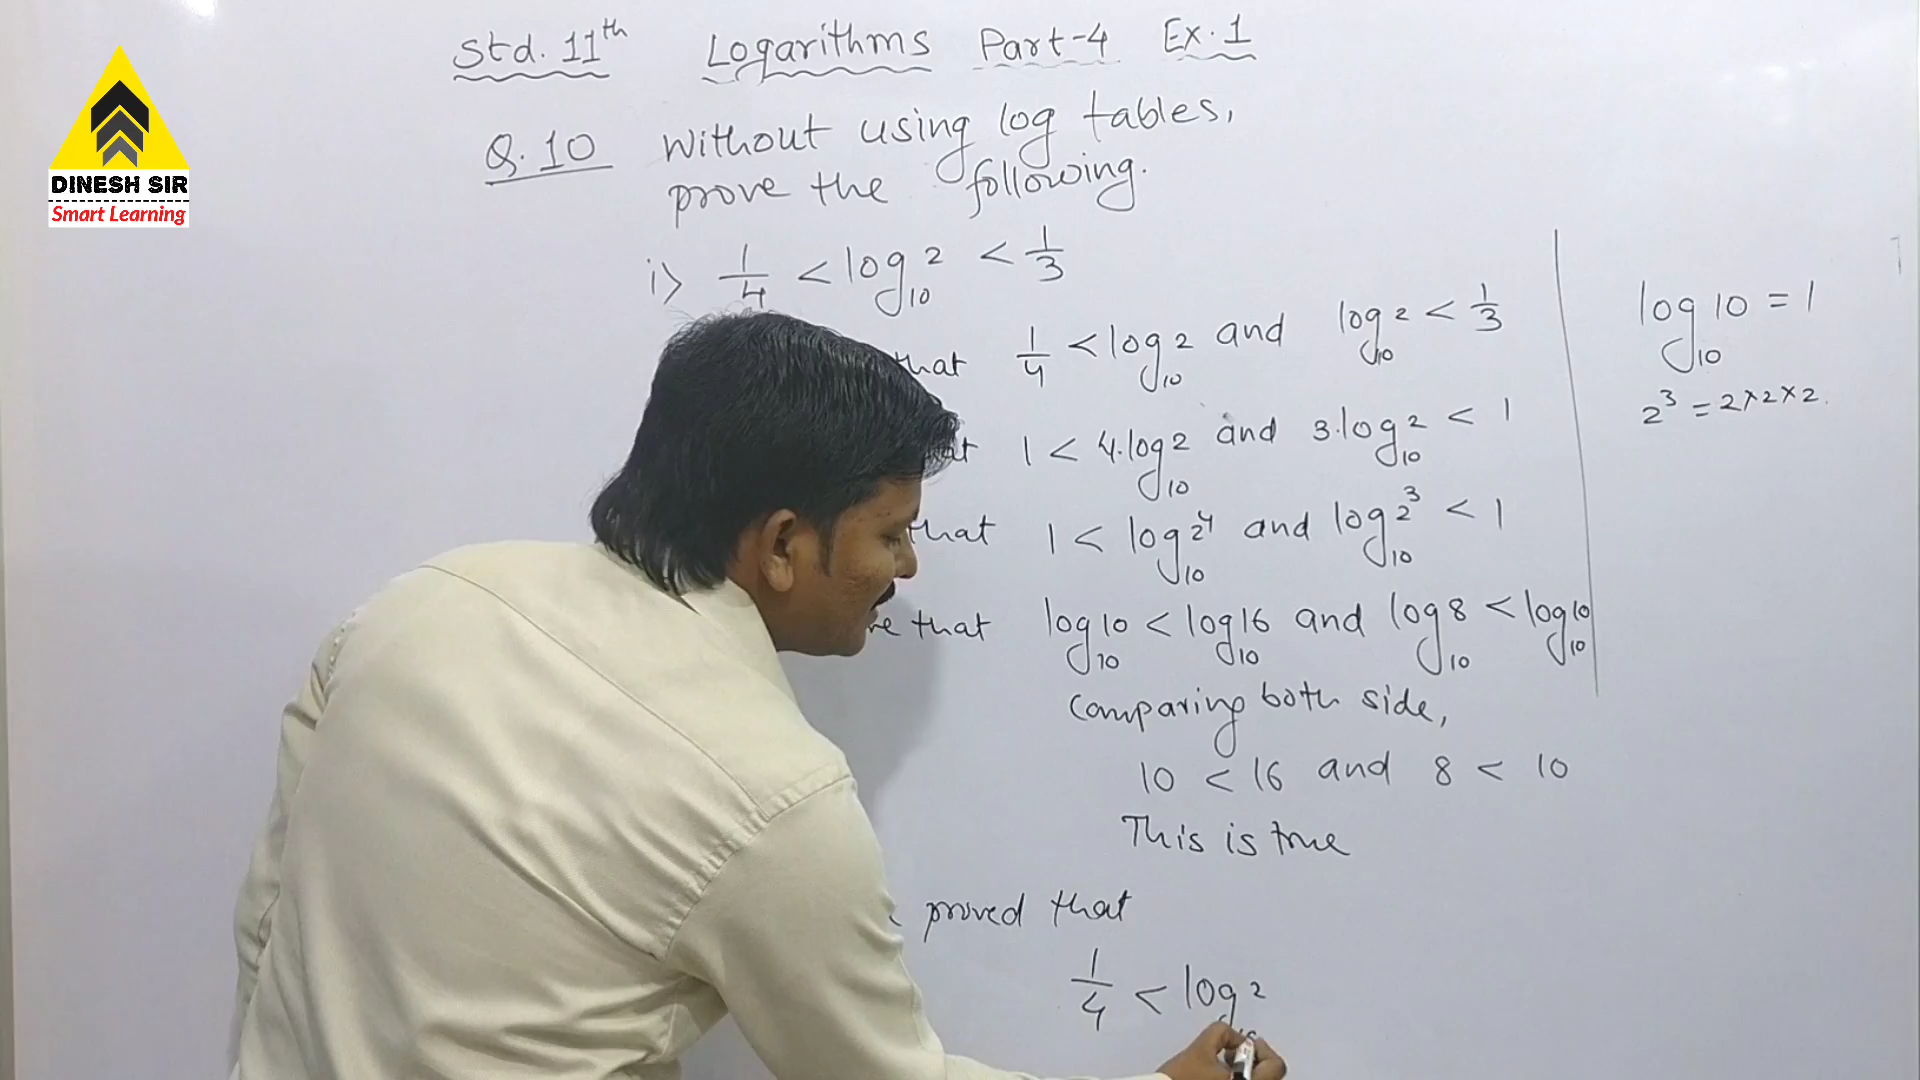 DINESH SIR
Smart Learning
Std. 11th Logarithms Part-4 Ex. 1
Q. 10 Without using log tables,
prove the following.
i> 1/4 < log₁₀ 2 < 1/3
that 1/4 < log₁₀ 2 and log₁₀ 2 < 1/3
1 < 4.log₁₀ 2 and 3.log₁₀ 2 < 1
that 1 < log₁₀ 2⁴ and log₁₀ 2³ < 1
that log₁₀ 10 < log₁₀ 16 and log₁₀ 8 < log₁₀ 10
Comparing both side,
10 < 16 and 8 < 10
This is true
proved that
1/4 < log 2
log₁₀ 10 = 1
2³ = 2×2×2.